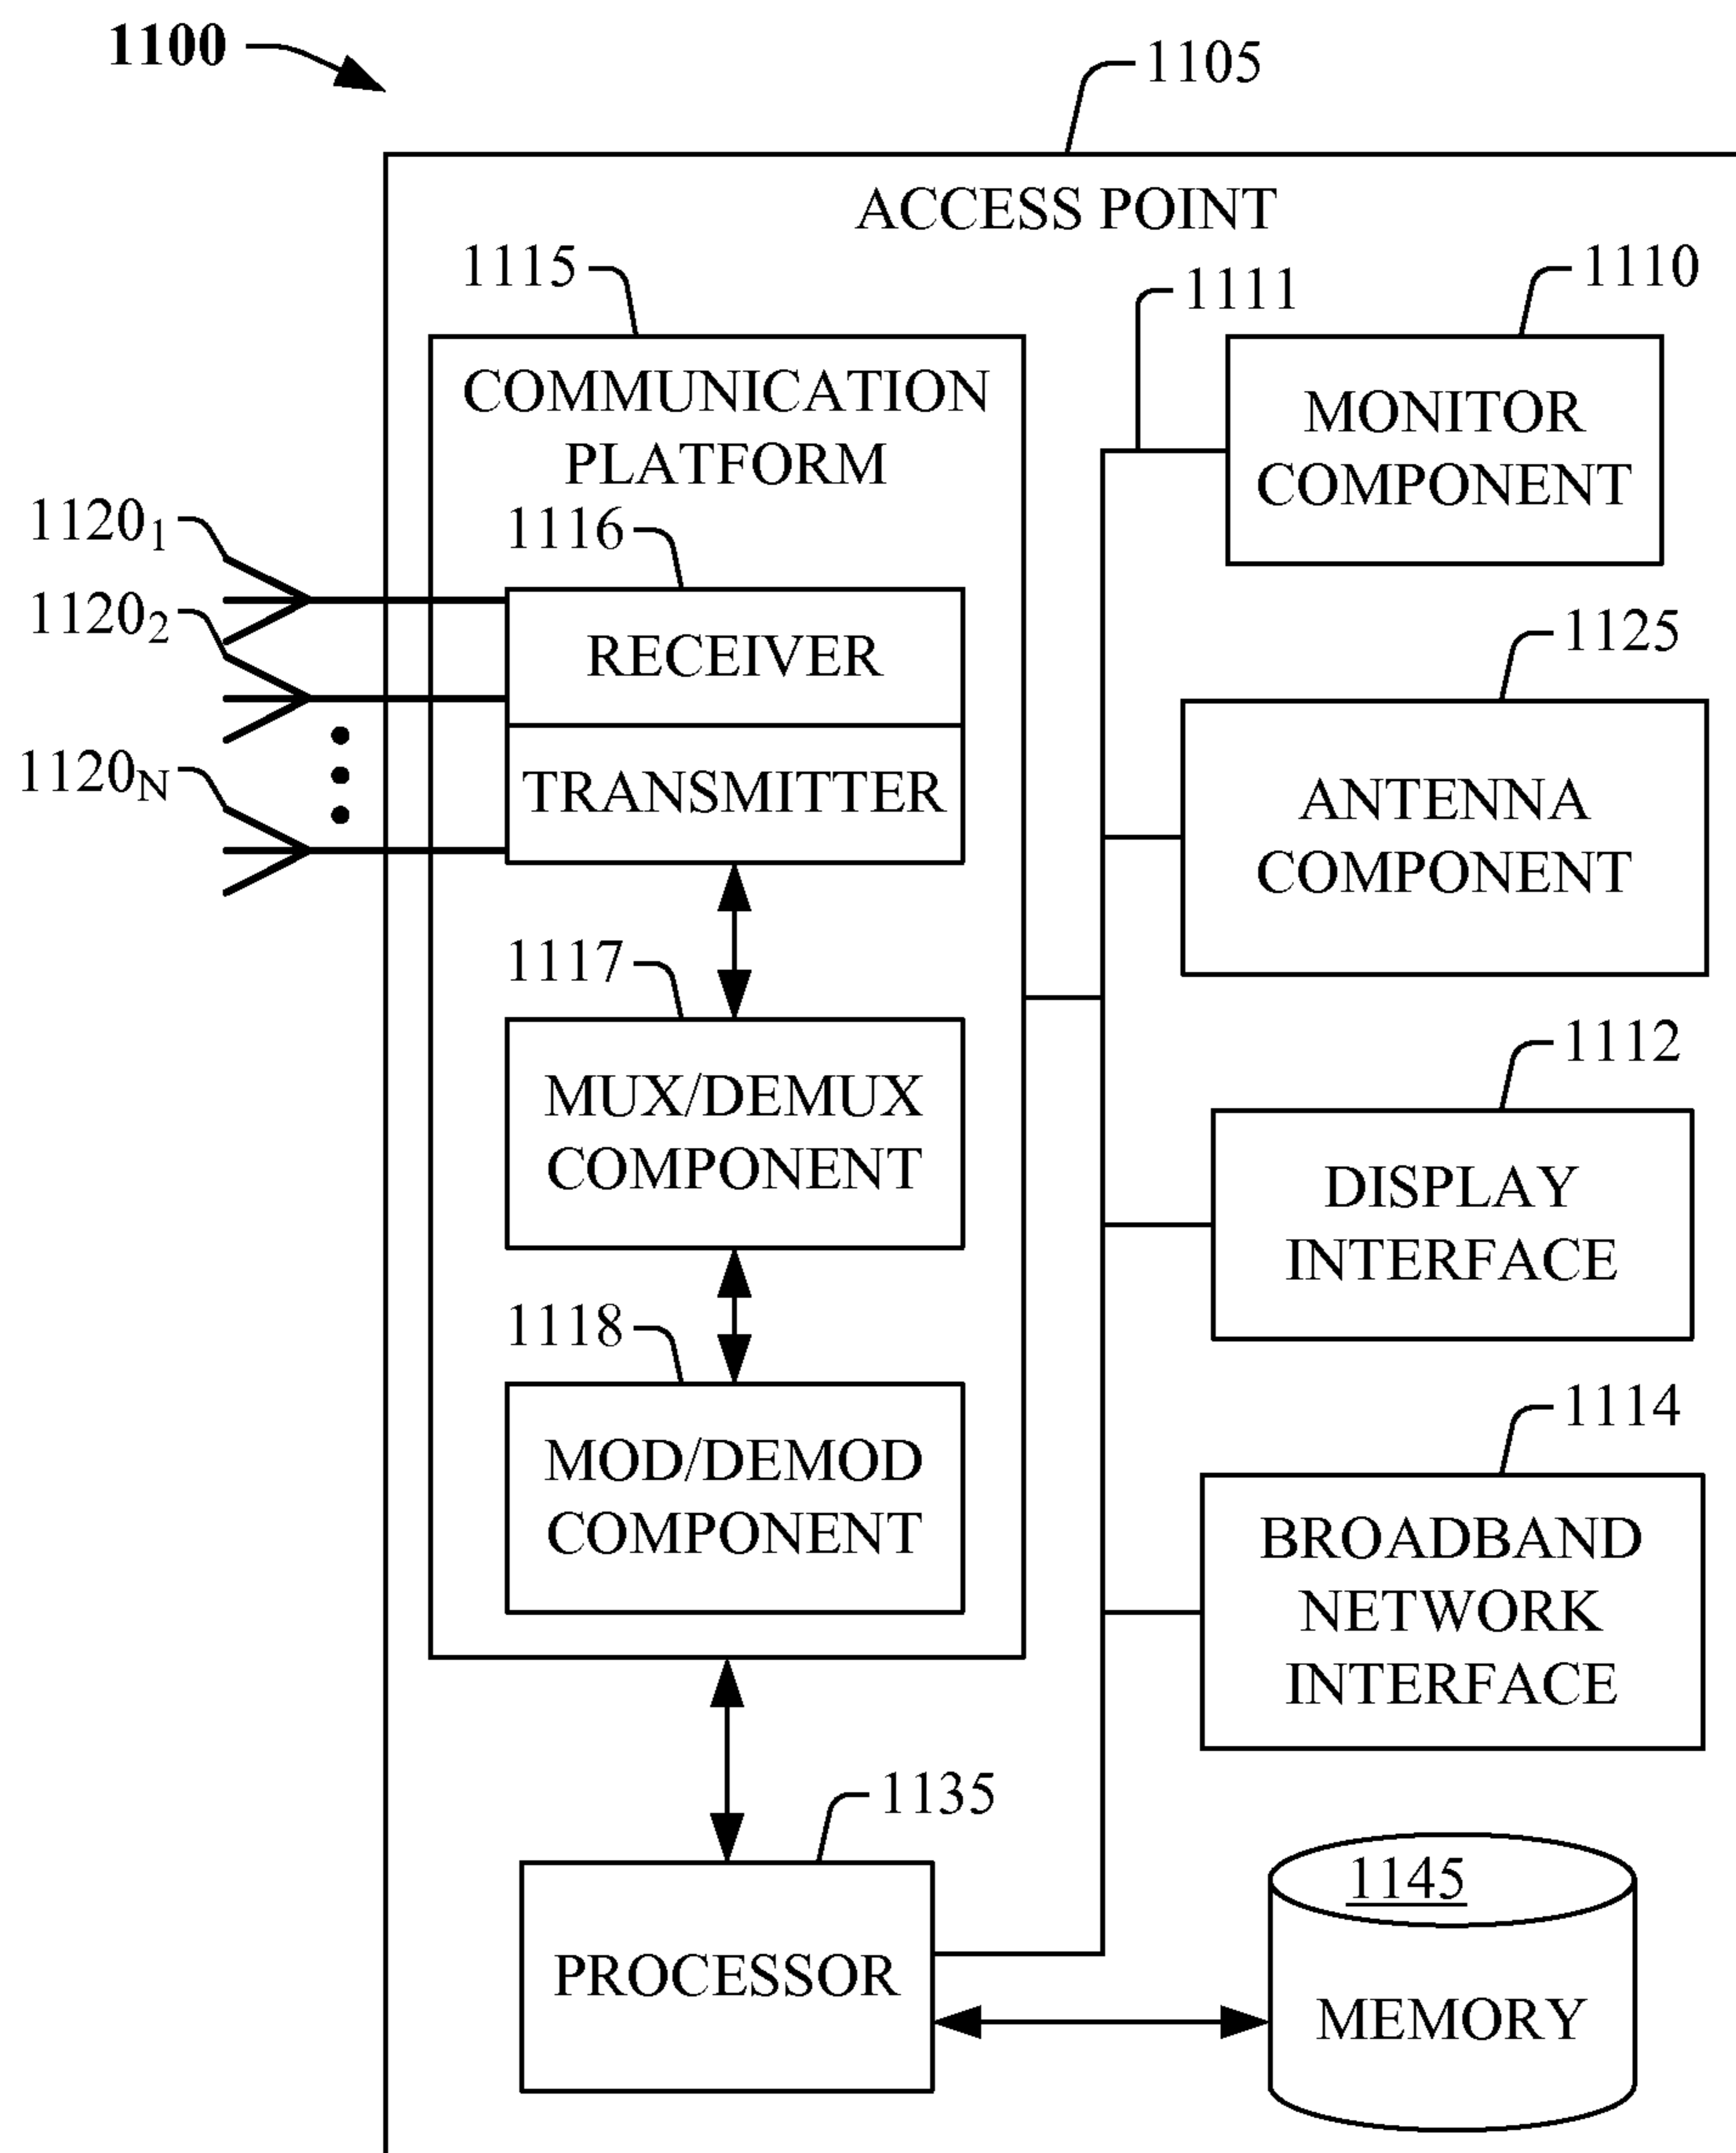 1100
1105
ACCESS POINT
1115
1110
1111
COMMUNICATION
PLATFORM
MONITOR
COMPONENT
1120₁
1116
1120₂
RECEIVER
1125
TRANSMITTER
1120N
ANTENNA
COMPONENT
1117
MUX/DEMUX
COMPONENT
1112
DISPLAY
INTERFACE
1118
MOD/DEMOD
COMPONENT
1114
BROADBAND
NETWORK
INTERFACE
1135
PROCESSOR
1145
MEMORY